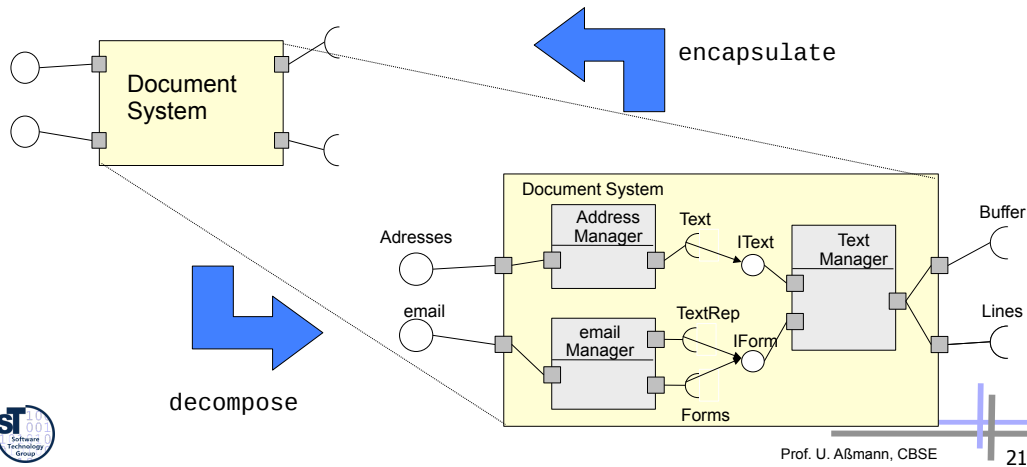 encapsulate
Document
System
Document System
Address
Manager
Text
Buffer
Adresses
IText
Text
Manager
email
TextRep
email
Manager
IForm
Lines
decompose
Forms
ST
Software
Technology
Group
Prof. U. Aßmann, CBSE
21